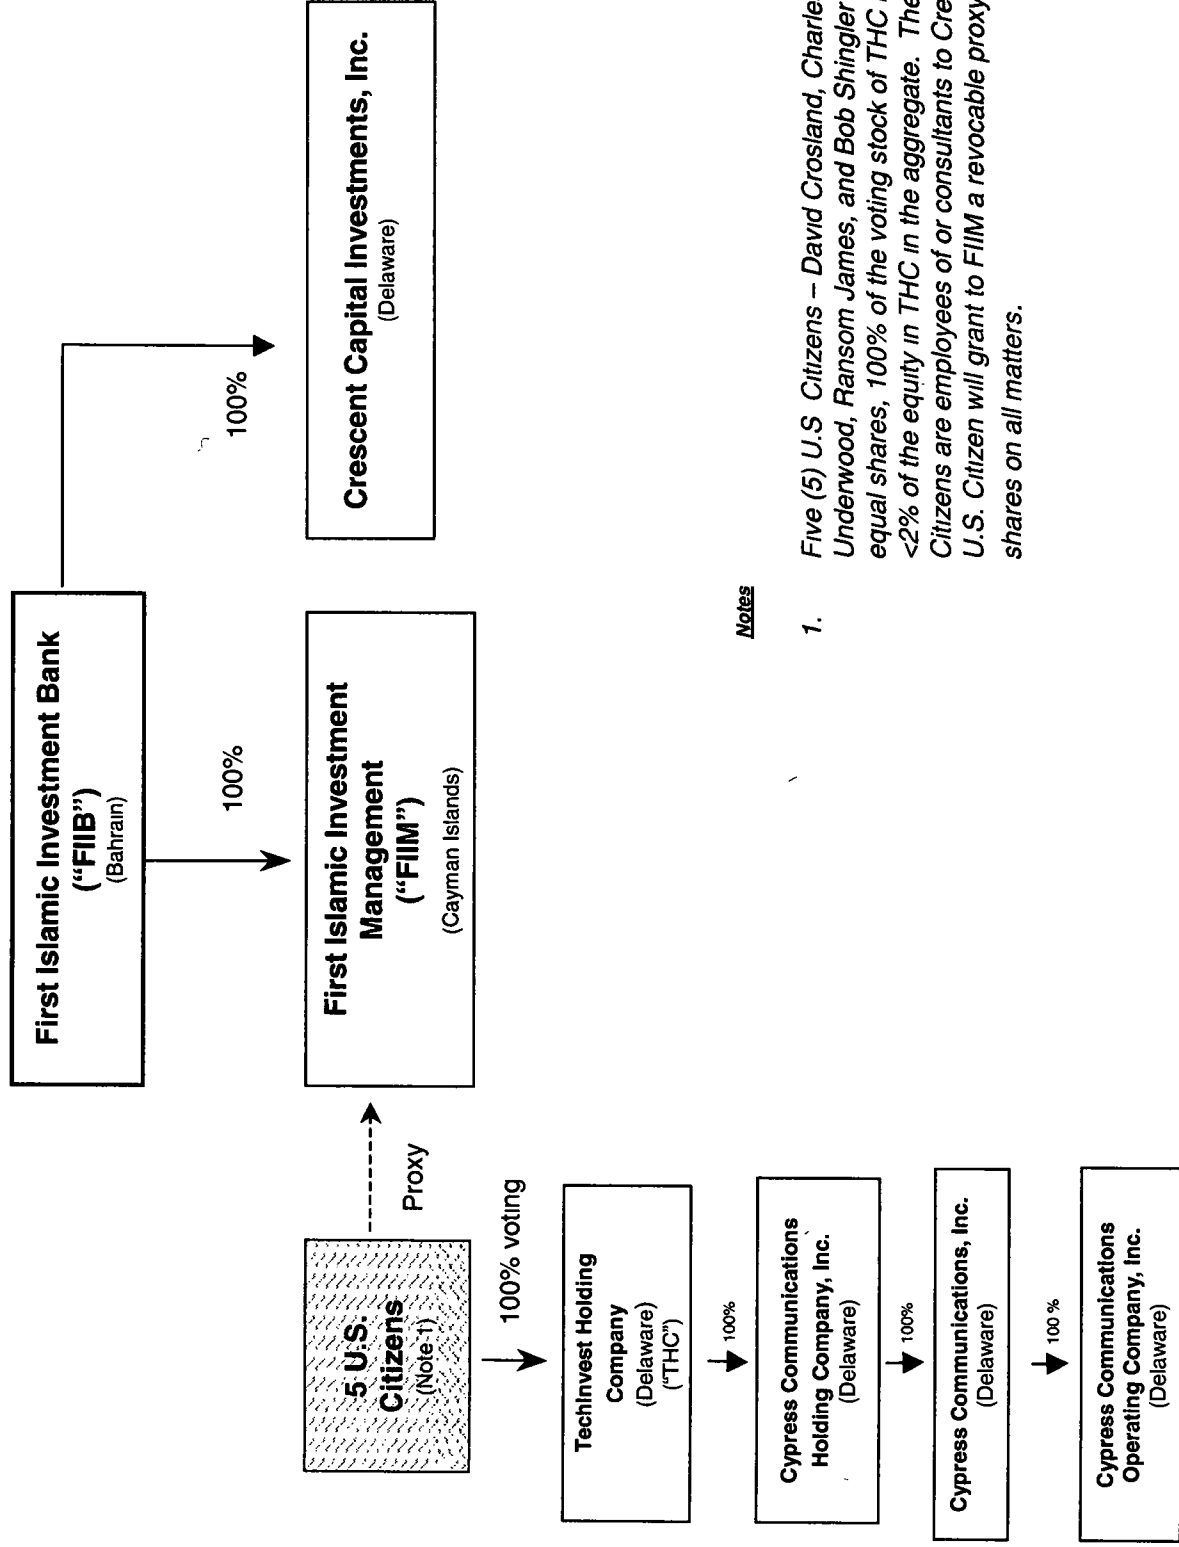 First Islamic Investment Bank
("FIIB")
(Bahrain)
100%
100%
First Islamic Investment
Management
("FIIM")
(Cayman Islands)
Crescent Capital Investments, Inc.
(Delaware)
5 U.S.
Citizens
(Note 1)
Proxy
100% voting
TechInvest Holding
Company
(Delaware)
("THC")
100%
Cypress Communications
Holding Company, Inc.
(Delaware)
100%
Cypress Communications, Inc.
(Delaware)
100 %
Cypress Communications
Operating Company, Inc.
(Delaware)
Notes
1. Five (5) U.S Citizens – David Crosland,
Underwood, Ransom James, and Bob Shingler
equal shares, 100% of the voting stock of THC
<2% of the equity in THC in the aggregate.
Citizens are employees of or consultants to
U.S. Citizen will grant to FIIM a revocable proxy
shares on all matters.